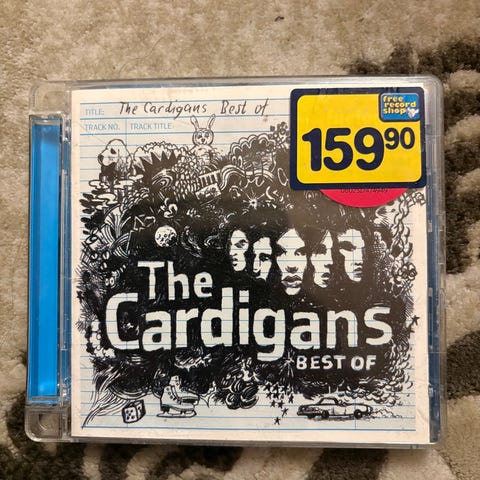 TITLE: The Cardigans Best of
TRACK NO. TRACK TITLE
free
record
shop
159 90
The
Cardigans
BEST OF